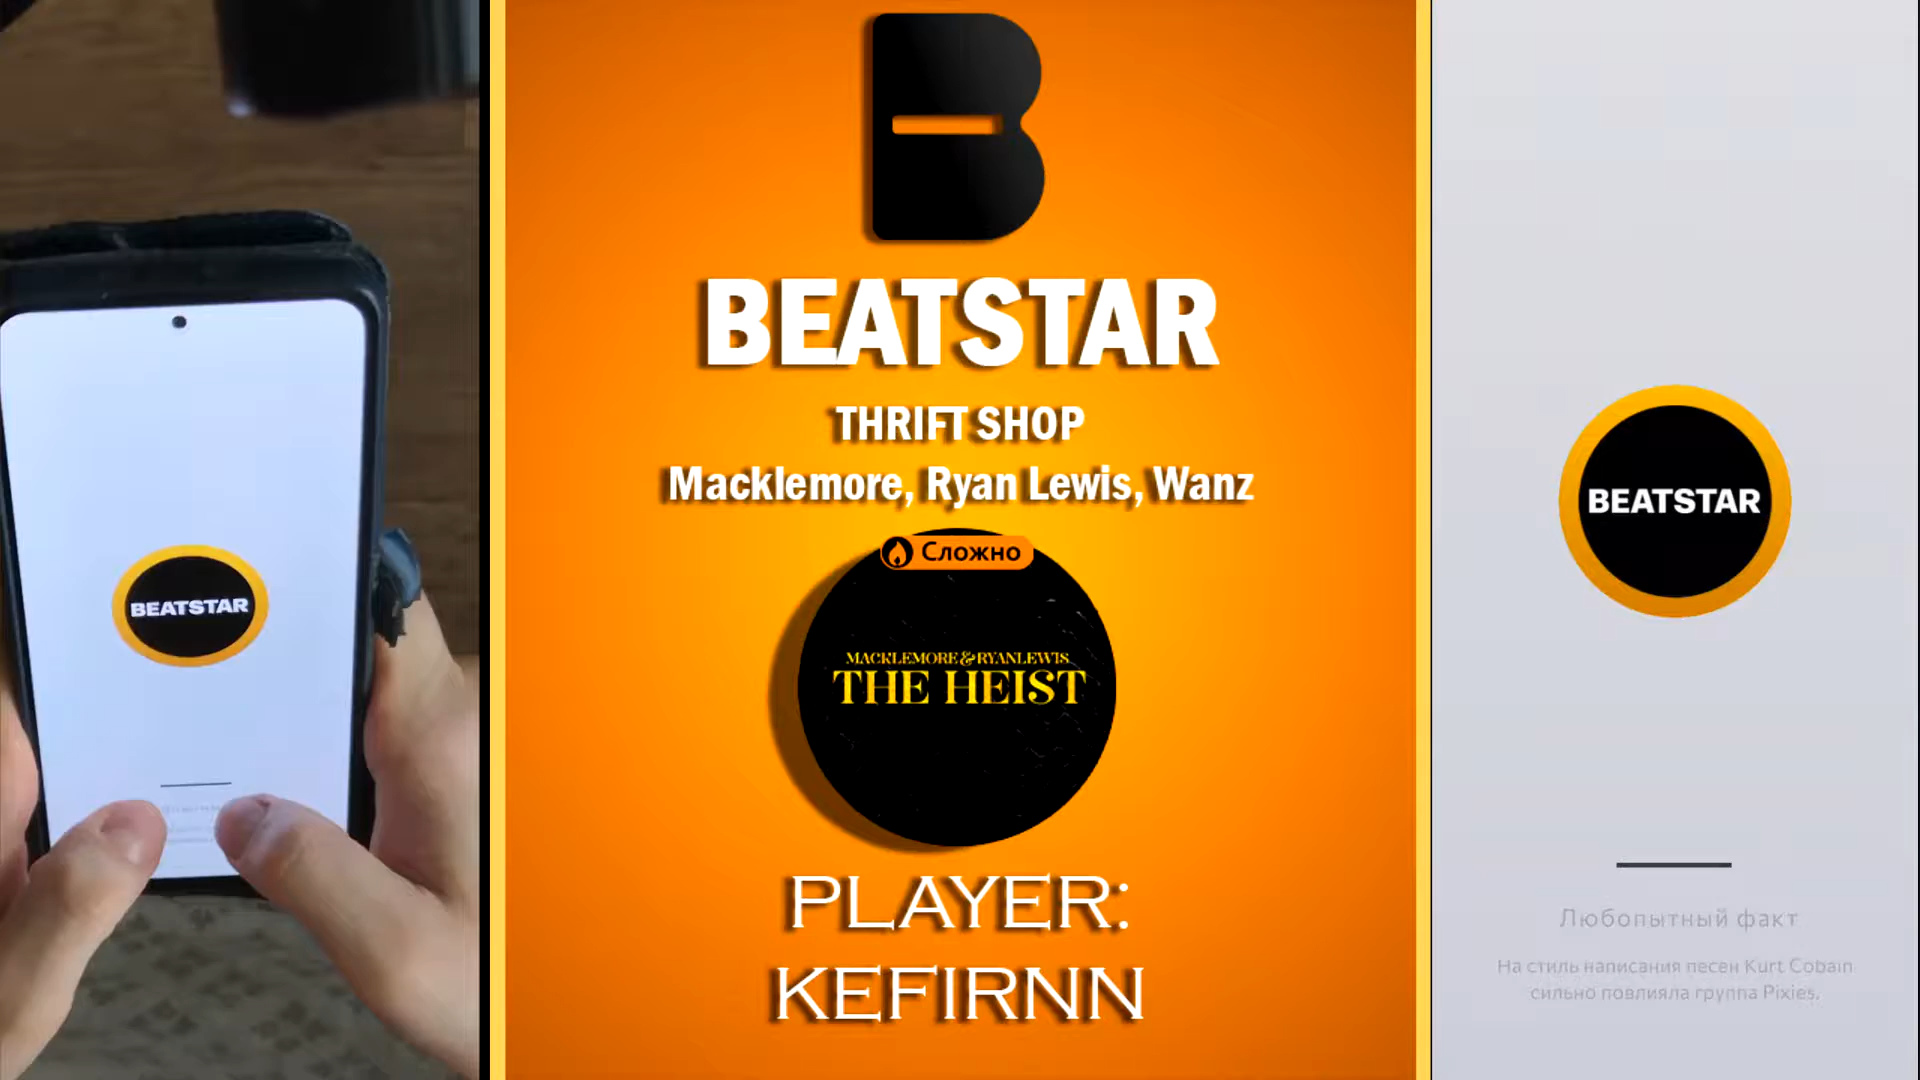 BEATSTAR
BEATSTAR
THRIFT SHOP
Macklemore, Ryan Lewis, Wanz
Сложно
MACKLEMORE & RYAN LEWIS
THE HEIST
PLAYER:
KEFIRNN
BEATSTAR
Любопытный факт
На стиль написания песен Kurt Cobain
сильно повлияла группа Pixies.